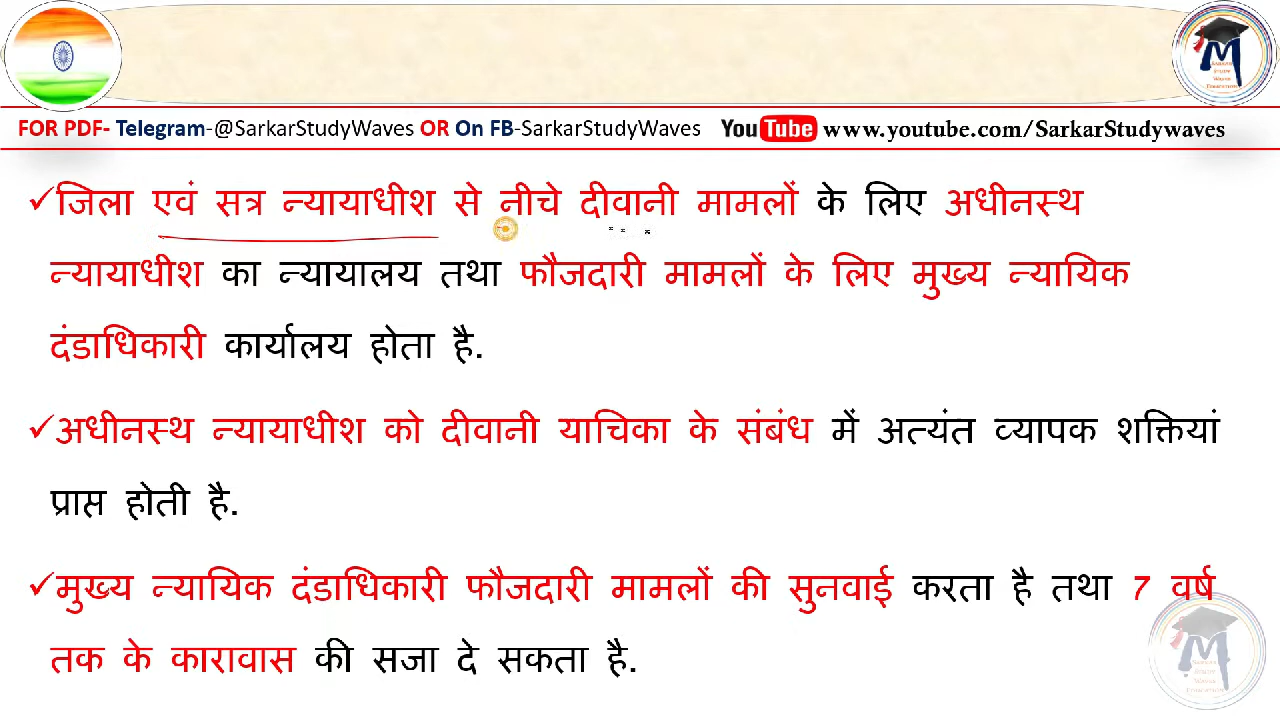 FOR PDF- Telegram-@SarkarStudyWaves OR On FB-SarkarStudyWaves YouTube www.youtube.com/SarkarStudywaves
✓जिला एवं सत्र न्यायाधीश से नीचे दीवानी मामलों के लिए अधीनस्थ
न्यायाधीश का न्यायालय तथा फौजदारी मामलों के लिए मुख्य न्यायिक
दंडाधिकारी कार्यालय होता है.
✓अधीनस्थ न्यायाधीश को दीवानी याचिका के संबंध में अत्यंत व्यापक शक्तियां
प्राप्त होती है.
✓मुख्य न्यायिक दंडाधिकारी फौजदारी मामलों की सुनवाई करता है तथा 7 वर्ष
तक के कारावास की सजा दे सकता है.